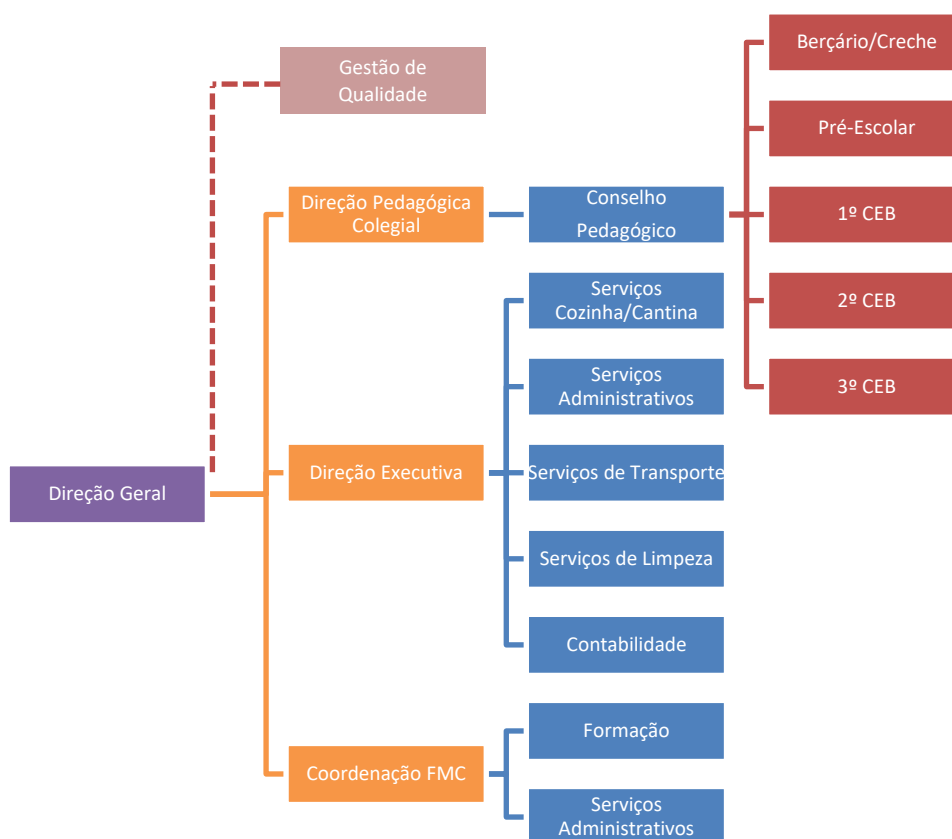 Berçário/Creche
Gestão de
Qualidade
Pré-Escolar
Direção Pedagógica
Colegial
Conselho
Pedagógico
1º CEB
Serviços
Cozinha/Cantina
2º CEB
Serviços
Administrativos
3º CEB
Direção Geral
Direção Executiva
Serviços de Transporte
Serviços de Limpeza
Contabilidade
Formação
Coordenação FMC
Serviços
Administrativos